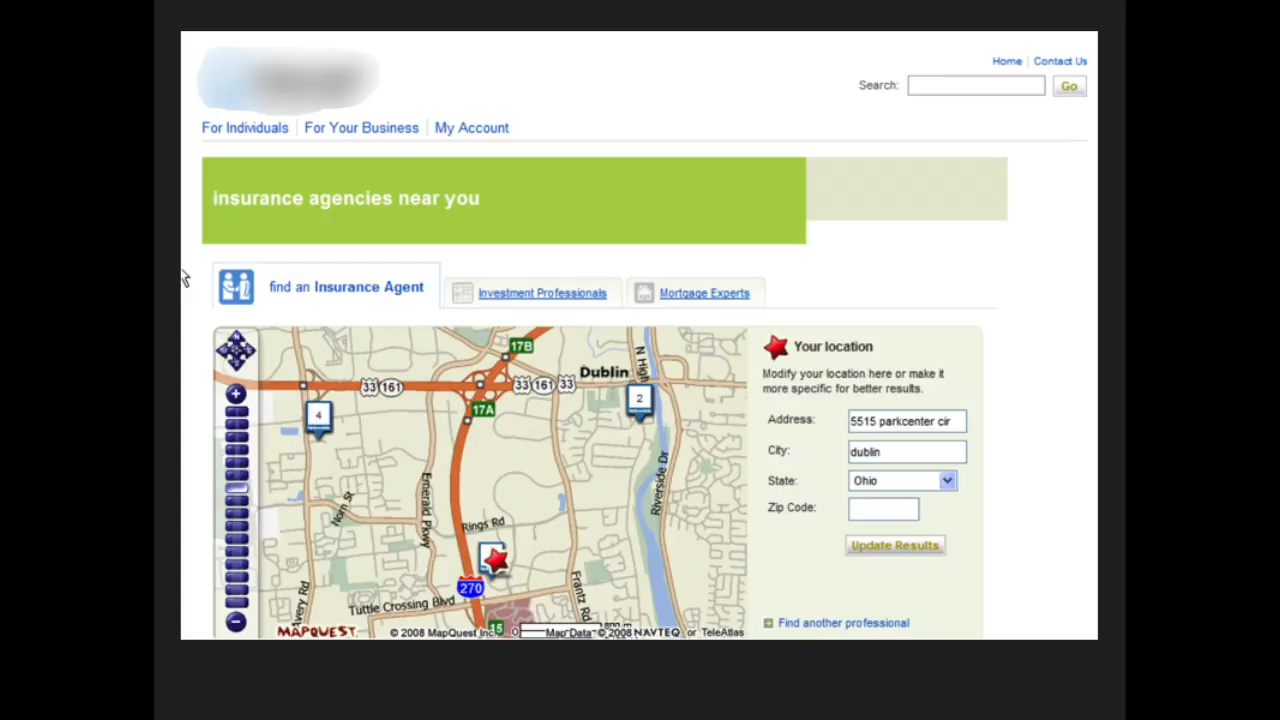 Home | Contact Us
Search:
Go
For Individuals | For Your Business | My Account
insurance agencies near you
find an Insurance Agent
Investment Professionals
Mortgage Experts
17B
33 161
33 161 33
Dublin
N High
17A
4
2
Riverside Dr
Emerald Pkwy
Rings Rd
270
Tuttle Crossing Blvd
Frantz Rd
Avery Rd
MAPQUEST
© 2008 MapQuest Inc
15
0
Map Data © 2008 NAVTEQ or TeleAtlas
Your location
Modify your location here or make it
more specific for better results.
Address: 5515 parkcenter cir
City: dublin
State: Ohio
Zip Code:
Update Results
Find another professional